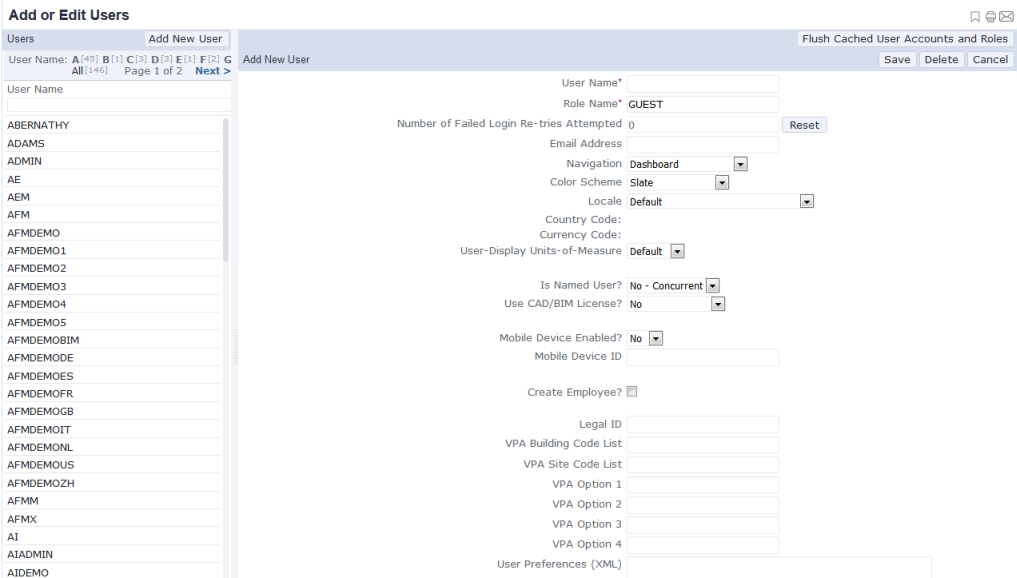 Add or Edit Users
Users
Add New User
Flush Cached User Accounts and Roles
User Name: A[45] B[1] C[3] D[3] E[1] F[2] G
All[146] Page 1 of 2 Next >
Add New User
Save Delete Cancel
User Name
ABERNATHY
ADAMS
ADMIN
AE
AEM
AFM
AFMDEMO
AFMDEMO1
AFMDEMO2
AFMDEMO3
AFMDEMO4
AFMDEMO5
AFMDEMOBIM
AFMDEMODE
AFMDEMOES
AFMDEMOFR
AFMDEMOGB
AFMDEMOIT
AFMDEMONL
AFMDEMOUS
AFMDEMOZH
AFMM
AFMX
AI
AIADMIN
AIDEMO
User Name*
Role Name* GUEST
Number of Failed Login Re-tries Attempted 0 Reset
Email Address
Navigation Dashboard
Color Scheme Slate
Locale Default
Country Code:
Currency Code:
User-Display Units-of-Measure Default
Is Named User? No - Concurrent
Use CAD/BIM License? No
Mobile Device Enabled? No
Mobile Device ID
Create Employee?
Legal ID
VPA Building Code List
VPA Site Code List
VPA Option 1
VPA Option 2
VPA Option 3
VPA Option 4
User Preferences (XML)